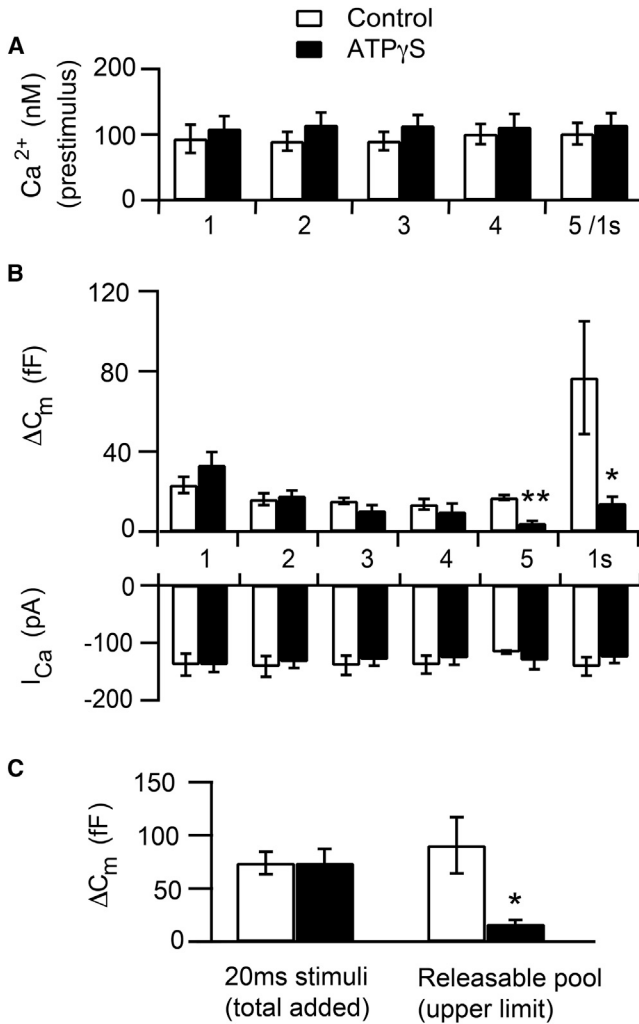 Control
ATPγS
A
Ca²⁺ (nM)
(prestimulus)
200
100
0
1 2 3 4 5 /1s
B
ΔCm (fF)
120
80
40
0
**
*
1 2 3 4 5 1s
ICa (pA)
0
-100
-200
C
ΔCm (fF)
150
100
50
0
*
20ms stimuli
(total added)
Releasable pool
(upper limit)